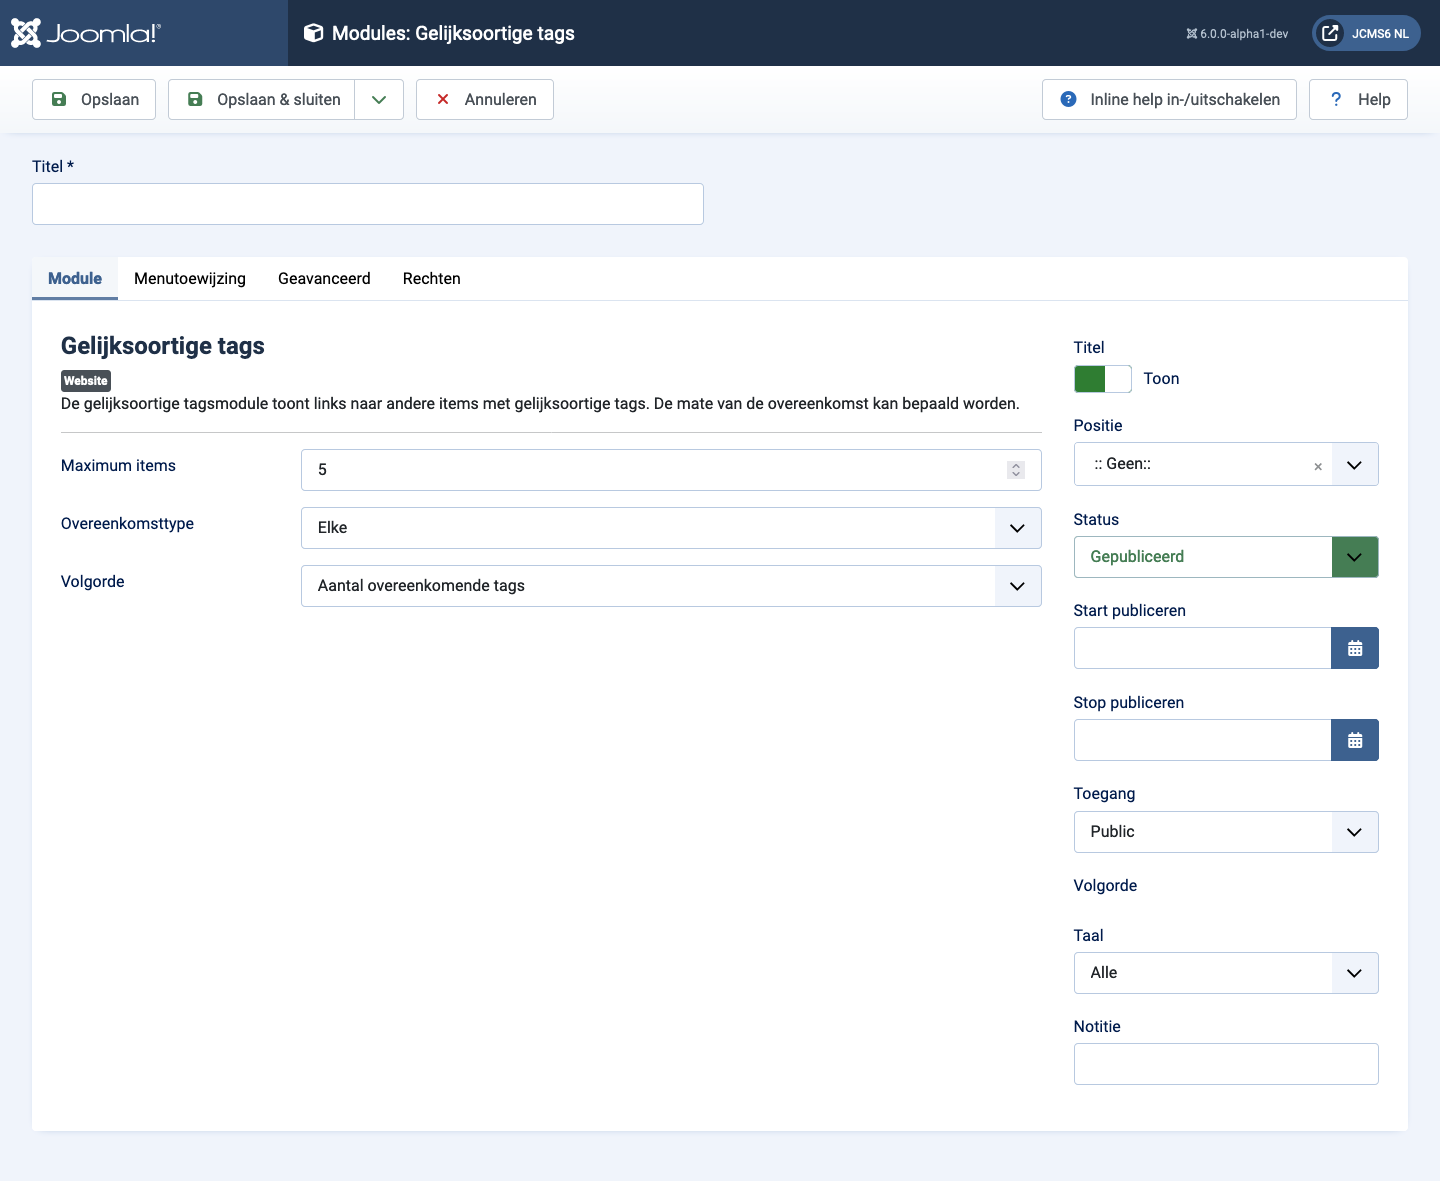 Joomla!®
Modules: Gelijksoortige tags
6.0.0-alpha1-dev
JCMS6 NL
Opslaan
Opslaan & sluiten
Annuleren
Inline help in-/uitschakelen
? Help
Titel *
Module
Menutoewijzing
Geavanceerd
Rechten
Gelijksoortige tags
Website
De gelijksoortige tagsmodule toont links naar andere items met gelijksoortige tags. De mate van de overeenkomst kan bepaald worden.
Maximum items
5
Overeenkomsttype
Elke
Volgorde
Aantal overeenkomende tags
Titel
Toon
Positie
:: Geen::
×
Status
Gepubliceerd
Start publiceren
Stop publiceren
Toegang
Public
Volgorde
Taal
Alle
Notitie